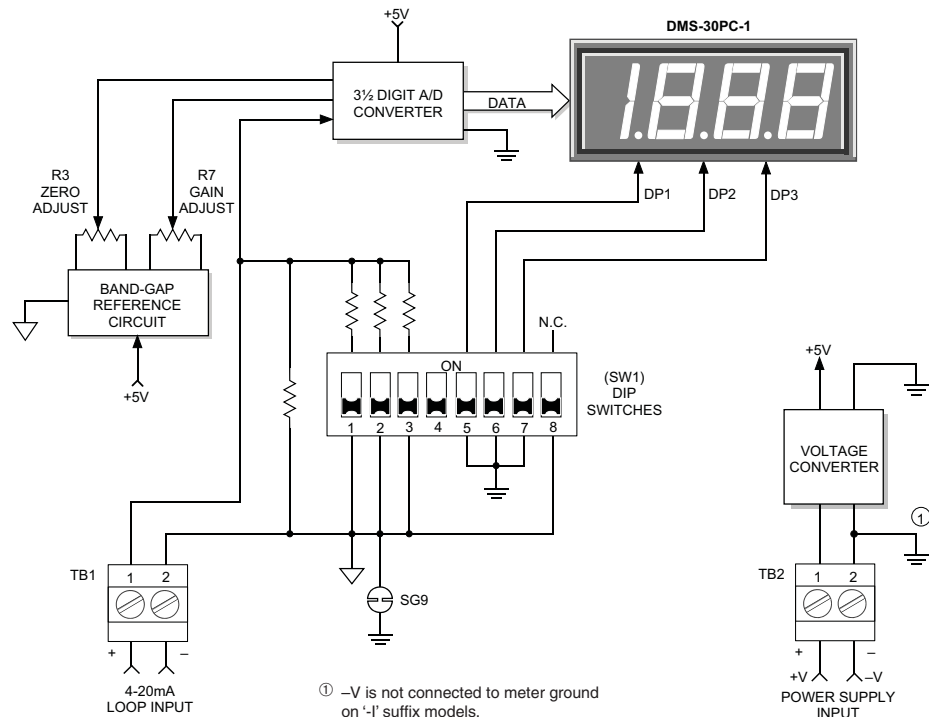 +5V
DMS-30PC-1
3½ DIGIT A/D
CONVERTER
DATA
1.8.8.8
R3
ZERO
ADJUST
R7
GAIN
ADJUST
DP1
DP2
DP3
BAND-GAP
REFERENCE
CIRCUIT
+5V
N.C.
ON
1 2 3 4 5 6 7 8
(SW1)
DIP
SWITCHES
+5V
VOLTAGE
CONVERTER
①
TB1
1 2
+ –
4-20mA
LOOP INPUT
SG9
TB2
1 2
+ –
+V –V
POWER SUPPLY
INPUT
① –V is not connected to meter ground
on '-I' suffix models.